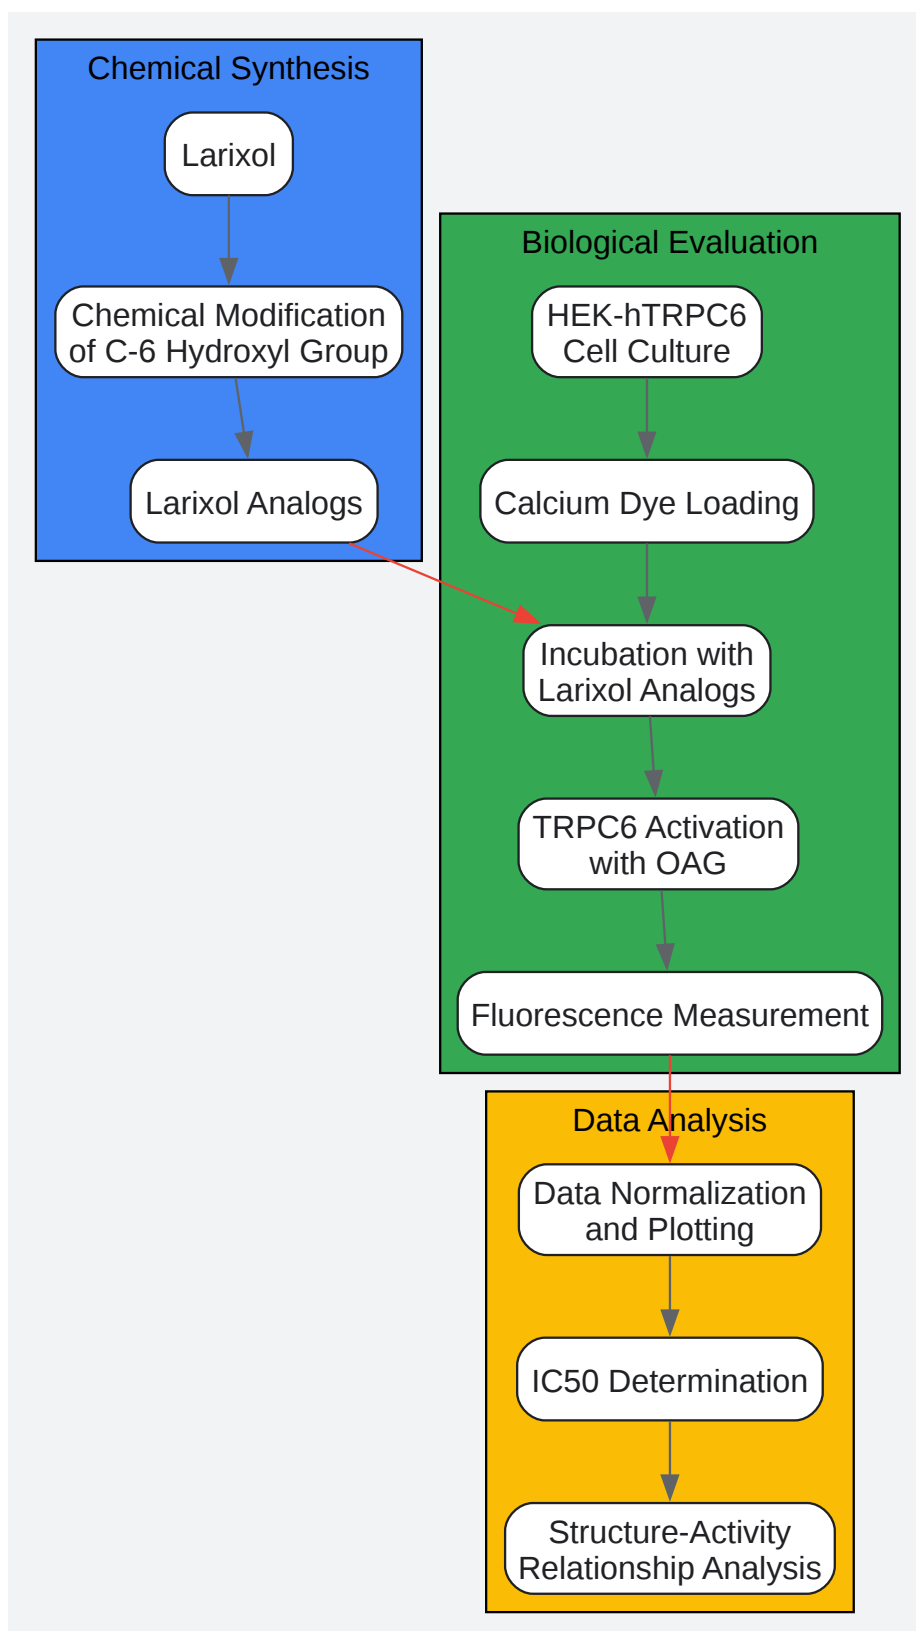 Chemical Synthesis
Larixol
Chemical Modification
of C-6 Hydroxyl Group
Larixol Analogs
Biological Evaluation
HEK-hTRPC6
Cell Culture
Calcium Dye Loading
Incubation with
Larixol Analogs
TRPC6 Activation
with OAG
Fluorescence Measurement
Data Analysis
Data Normalization
and Plotting
IC50 Determination
Structure-Activity
Relationship Analysis